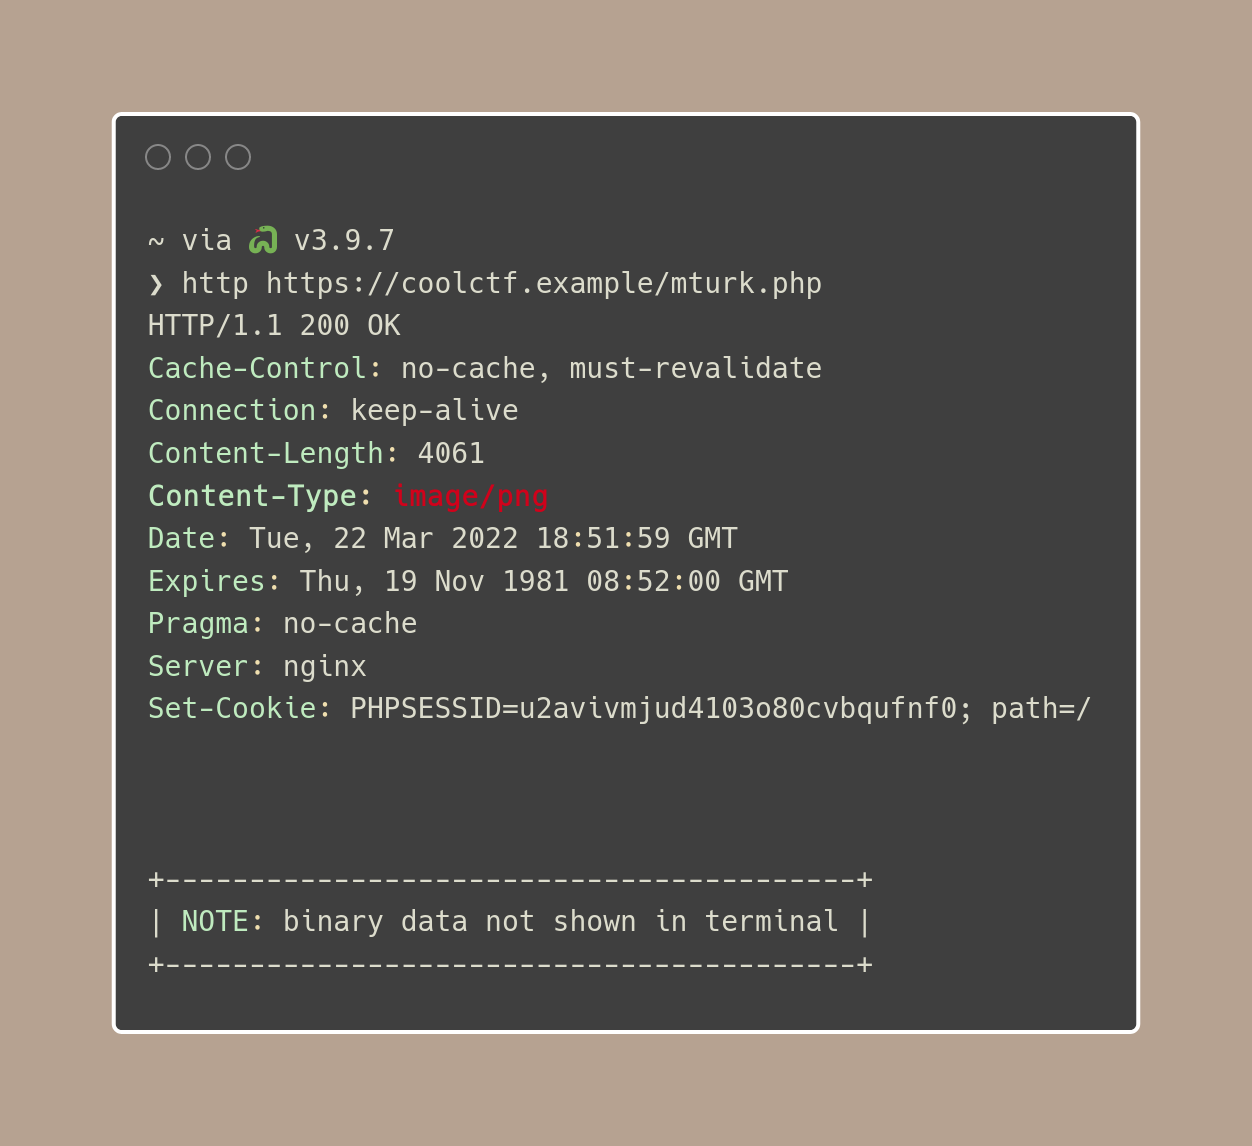 ~ via 🐍 v3.9.7
❯ http https://coolctf.example/mturk.php
HTTP/1.1 200 OK
Cache-Control: no-cache, must-revalidate
Connection: keep-alive
Content-Length: 4061
Content-Type: image/png
Date: Tue, 22 Mar 2022 18:51:59 GMT
Expires: Thu, 19 Nov 1981 08:52:00 GMT
Pragma: no-cache
Server: nginx
Set-Cookie: PHPSESSID=u2avivmjud4103o80cvbqufnf0; path=/
+-----------------------------------------+
| NOTE: binary data not shown in terminal |
+-----------------------------------------+